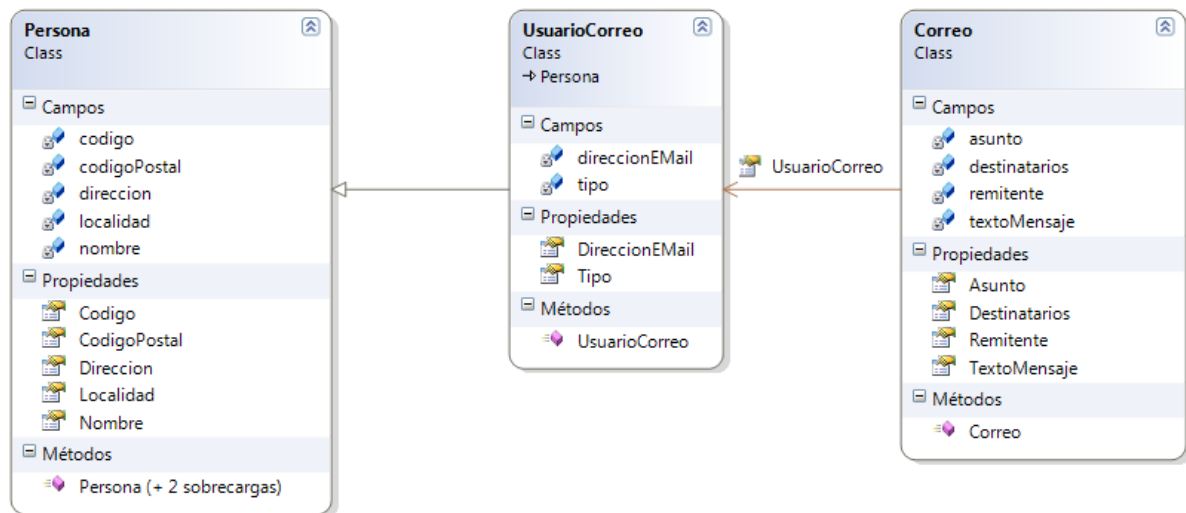 Persona
Class
Campos
codigo
codigoPostal
direccion
localidad
nombre
Propiedades
Codigo
CodigoPostal
Direccion
Localidad
Nombre
Métodos
Persona (+ 2 sobrecargas)
UsuarioCorreo
Class
Persona
Campos
direccionEMail
tipo
Propiedades
DireccionEMail
Tipo
Métodos
UsuarioCorreo
UsuarioCorreo
Correo
Class
Campos
asunto
destinatarios
remitente
textoMensaje
Propiedades
Asunto
Destinatarios
Remitente
TextoMensaje
Métodos
Correo